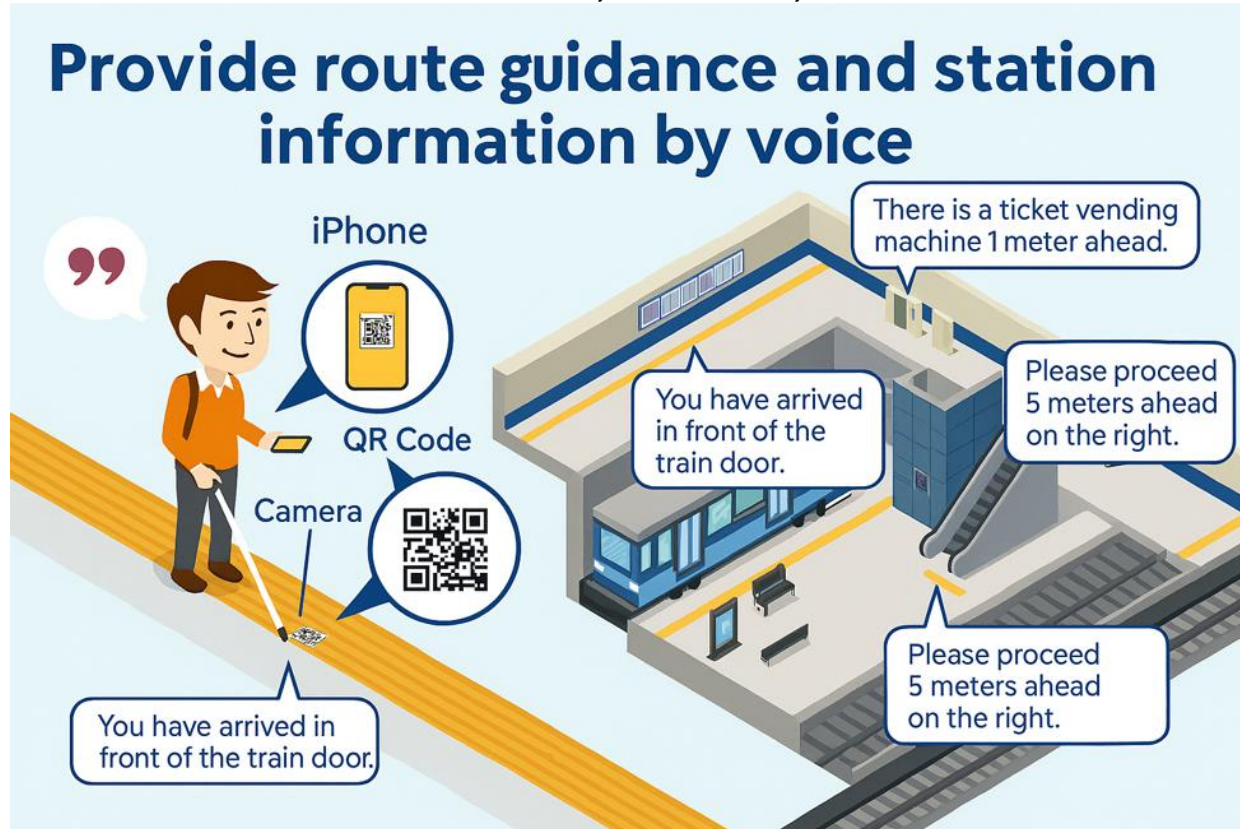 Provide route guidance and station
information by voice
iPhone
QR Code
Camera
You have arrived in
front of the train door.
There is a ticket vending
machine 1 meter ahead.
You have arrived
in front of the
train door.
Please proceed
5 meters ahead
on the right.
Please proceed
5 meters ahead
on the right.